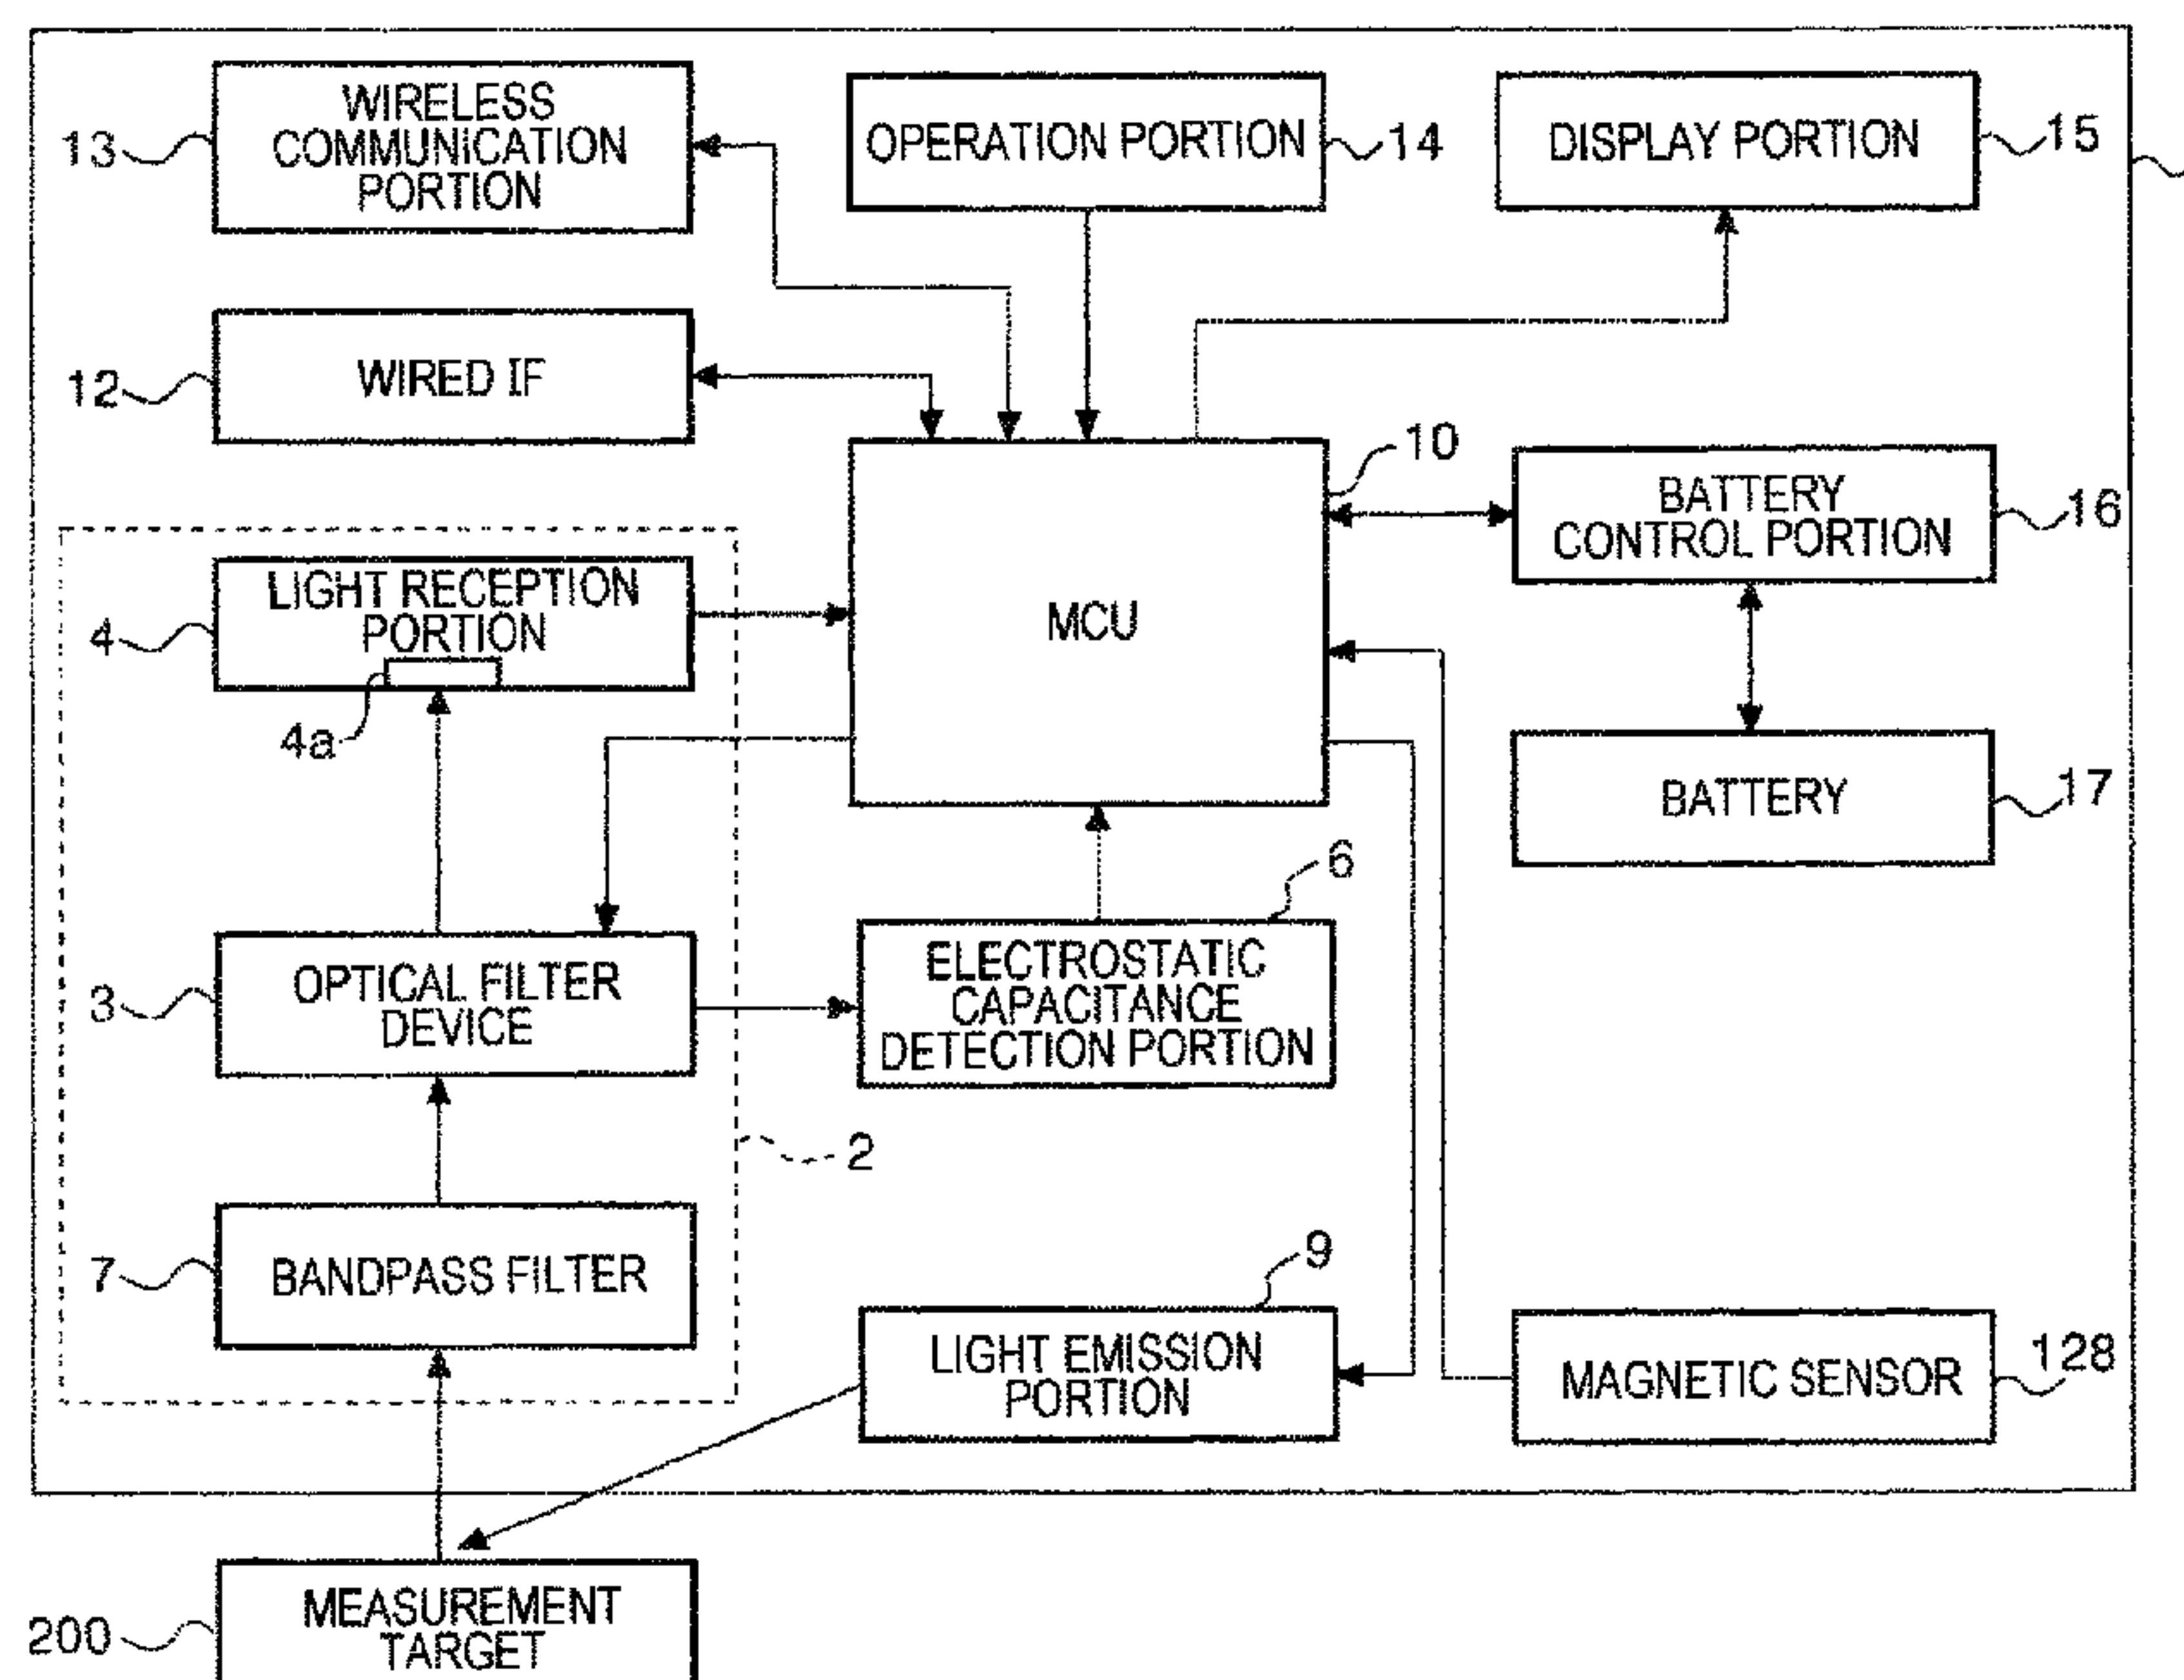 WIRELESS
COMMUNICATION
PORTION
13
OPERATION PORTION
14
DISPLAY PORTION
15
WIRED IF
12
10
BATTERY
CONTROL PORTION
16
LIGHT RECEPTION
PORTION
4
4a
MCU
BATTERY
17
6
OPTICAL FILTER
DEVICE
3
ELECTROSTATIC
CAPACITANCE
DETECTION PORTION
2
BANDPASS FILTER
7
9
LIGHT EMISSION
PORTION
MAGNETIC SENSOR
128
MEASUREMENT
TARGET
200